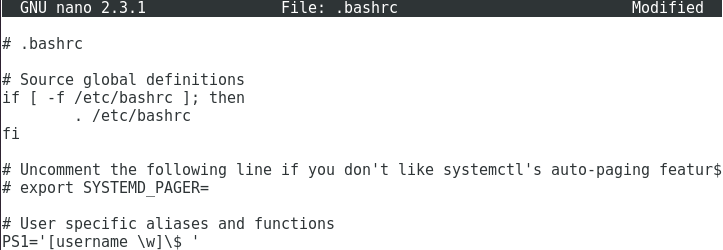 GNU nano 2.3.1 File: .bashrc Modified
# .bashrc
# Source global definitions
if [ -f /etc/bashrc ]; then
        . /etc/bashrc
fi
# Uncomment the following line if you don't like systemctl's auto-paging featur$
# export SYSTEMD_PAGER=
# User specific aliases and functions
PS1='[username \w]\$ '